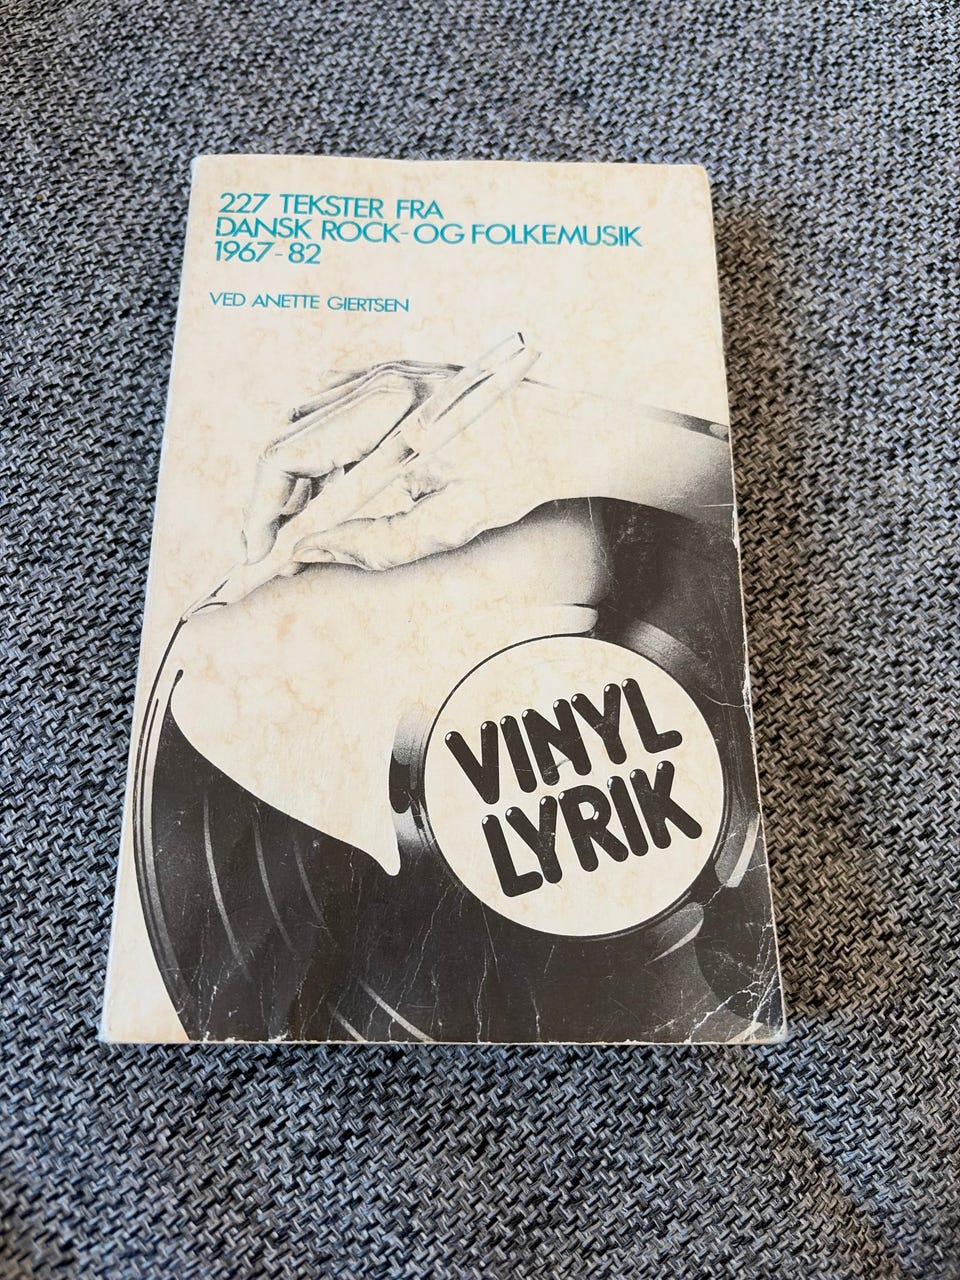 227 TEKSTER FRA
DANSK ROCK- OG FOLKEMUSIK
1967-82
VED ANETTE GIERTSEN
VINYL
LYRIK